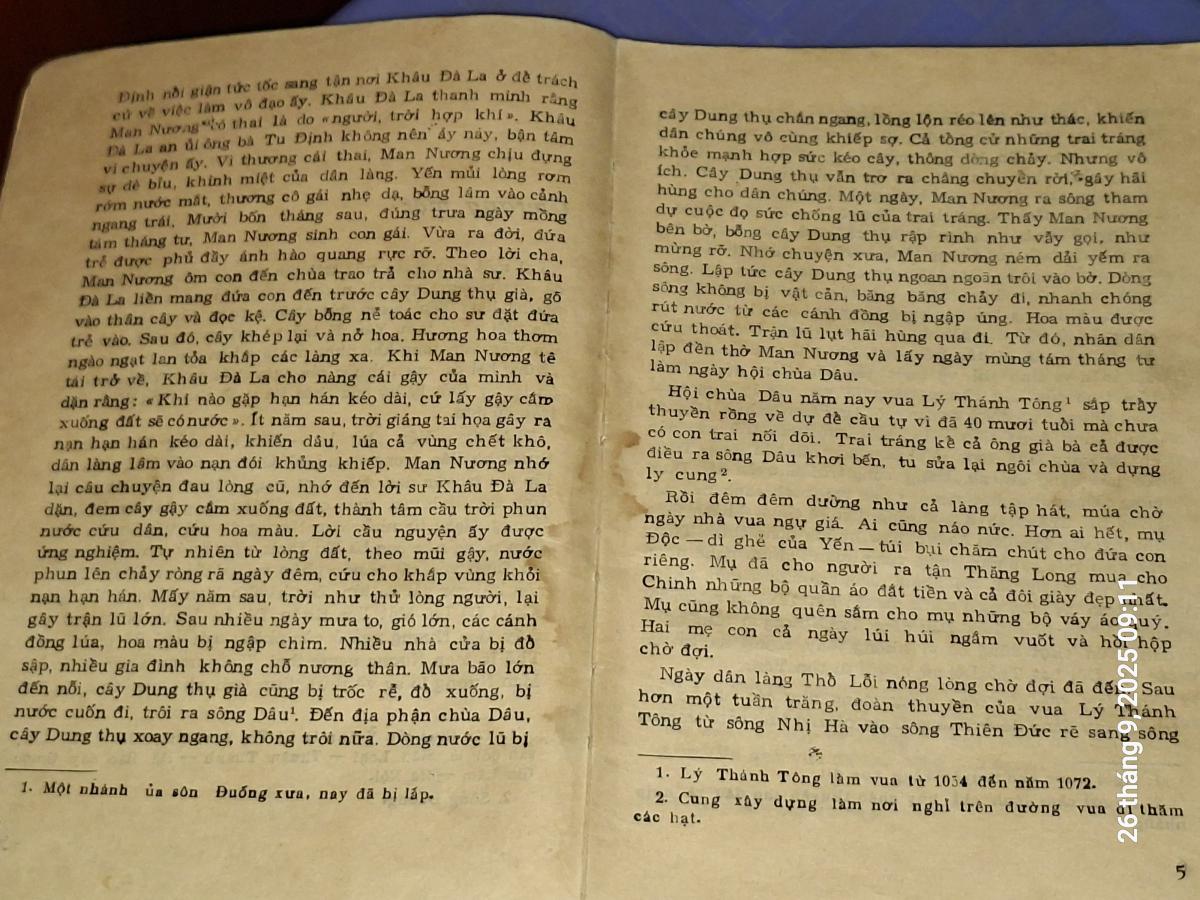 Định nổi giận tức tốc sang tận nơi Khâu Đà La ở để trách
cứ về việc làm vô đạo ấy. Khâu Đà La thanh minh rằng
Man Nương có thai là do «người, trời hợp khí». Khâu
Đà La an ủi ông bà Tu Định không nên áy náy, bận tâm
vì chuyện ấy. Vì thương cái thai, Man Nương chịu đựng
sự dè bỉu, khinh miệt của dân làng. Yến mủi lòng rơm
rớm nước mắt, thương cô gái nhẹ dạ, bỗng lâm vào cảnh
ngang trái. Mười bốn tháng sau, đúng trưa ngày mồng
tám tháng tư, Man Nương sinh con gái. Vừa ra đời, đứa
trẻ được phủ đầy ánh hào quang rực rỡ. Theo lời cha,
Man Nương ôm con đến chùa trao trả cho nhà sư. Khâu
Đà La liền mang đứa con đến trước cây Dung thụ già, gõ
vào thân cây và đọc kệ. Cây bỗng nẻ toác cho sư đặt đứa
trẻ vào. Sau đó, cây khép lại và nở hoa. Hương hoa thơm
ngào ngạt lan tỏa khắp các làng xa. Khi Man Nương tê
tái trở về, Khâu Đà La cho nàng cái gậy của mình và
dặn rằng: «Khi nào gặp hạn hán kéo dài, cứ lấy gậy cắm
xuống đất sẽ có nước». Ít năm sau, trời giáng tai họa gây ra
nạn hạn hán kéo dài, khiến dâu, lúa cả vùng chết khô,
dân làng lâm vào nạn đói khủng khiếp. Man Nương nhớ
lại câu chuyện đau lòng cũ, nhớ đến lời sư Khâu Đà La
dặn, đem cây gậy cắm xuống đất, thành tâm cầu trời phun
nước cứu dân, cứu hoa màu. Lời cầu nguyện ấy được
ứng nghiệm. Tự nhiên từ lòng đất, theo mũi gậy, nước
phun lên chảy ròng rã ngày đêm, cứu cho khắp vùng khỏi
nạn hạn hán. Mấy năm sau, trời như thử lòng người, lại
gây trận lũ lớn. Sau nhiều ngày mưa to, gió lớn, các cánh
đồng lúa, hoa màu bị ngập chìm. Nhiều nhà cửa bị đổ
sập, nhiều gia đình không chỗ nương thân. Mưa bão lớn
đến nỗi, cây Dung thụ già cũng bị trốc rễ, đổ xuống, bị
nước cuốn đi, trôi ra sông Dâu¹. Đến địa phận chùa Dâu,
cây Dung thụ xoay ngang, không trôi nữa. Dòng nước lũ bị
1. Một nhánh ủa sôn Đuống xưa, nay đã bị lấp.
cây Dung thụ chắn ngang, lồng lộn réo lên như thác, khiến
dân chúng vô cùng khiếp sợ. Cả tổng cử những trai tráng
khỏe mạnh hợp sức kéo cây, thông dòng chảy. Nhưng vô
ích. Cây Dung thụ vẫn trơ ra chẳng chuyển rời, gây hãi
hùng cho dân chúng. Một ngày, Man Nương ra sông tham
dự cuộc đọ sức chống lũ của trai tráng. Thấy Man Nương
bên bờ, bỗng cây Dung thụ rập rình như vẫy gọi, như
mừng rỡ. Nhớ chuyện xưa, Man Nương ném dải yếm ra
sông. Lập tức cây Dung thụ ngoan ngoãn trôi vào bờ. Dòng
sông không bị vật cản, băng băng chảy đi, nhanh chóng
rút nước từ các cánh đồng bị ngập úng. Hoa màu được
cứu thoát. Trận lũ lụt hãi hùng qua đi. Từ đó, nhân dân
lập đền thờ Man Nương và lấy ngày mùng tám tháng tư
làm ngày hội chùa Dâu.
Hội chùa Dâu năm nay vua Lý Thánh Tông¹ sắp trảy
thuyền rồng về dự để cầu tự vì đã 40 mươi tuổi mà chưa
có con trai nối dõi. Trai tráng kể cả ông già bà cả được
điều ra sông Dâu khơi bến, tu sửa lại ngôi chùa và dựng
ly cung².
Rồi đêm đêm dường như cả làng tập hát, múa chờ
ngày nhà vua ngự giá. Ai cũng náo nức. Hơn ai hết, mụ
Độc — dì ghẻ của Yến — túi bụi chăm chút cho đứa con
riêng. Mụ đã cho người ra tận Thăng Long mua cho
Chinh những bộ quần áo đắt tiền và cả đôi giày đẹp nhất.
Mụ cũng không quên sắm cho mụ những bộ váy áo quý.
Hai mẹ con cả ngày lúi húi ngắm vuốt và hồi hộp
chờ đợi.
Ngày dân làng Thổ Lỗi nóng lòng chờ đợi đã đến. Sau
hơn một tuần trăng, đoàn thuyền của vua Lý Thánh
Tông từ sông Nhị Hà vào sông Thiên Đức rẽ sang sông
1. Lý Thánh Tông làm vua từ 1054 đến năm 1072.
2. Cung xây dựng làm nơi nghỉ trên đường vua đi thăm
các hạt.
5
26 tháng 9, 2025 09:11